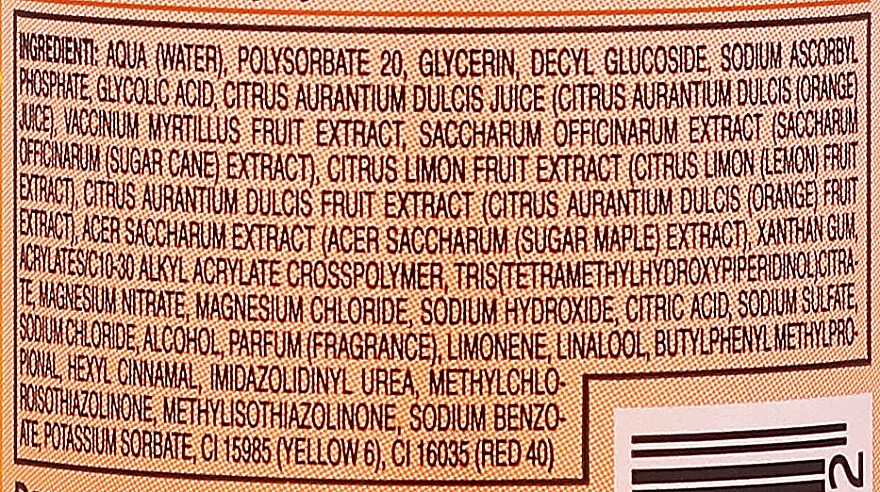 INGREDIENTI: AQUA (WATER), POLYSORBATE 20, GLYCERIN, DECYL GLUCOSIDE, SODIUM ASCORBYL
PHOSPHATE, GLYCOLIC ACID, CITRUS AURANTIUM DULCIS JUICE (CITRUS AURANTIUM DULCIS (ORANGE)
JUICE), VACCINIUM MYRTILLUS FRUIT EXTRACT, SACCHARUM OFFICINARUM EXTRACT (SACCHARUM
OFFICINARUM (SUGAR CANE) EXTRACT), CITRUS LIMON FRUIT EXTRACT (CITRUS LIMON (LEMON) FRUIT
EXTRACT), CITRUS AURANTIUM DULCIS FRUIT EXTRACT (CITRUS AURANTIUM DULCIS (ORANGE) FRUIT
EXTRACT), ACER SACCHARUM EXTRACT (ACER SACCHARUM (SUGAR MAPLE) EXTRACT), XANTHAN GUM,
ACRYLATES/C10-30 ALKYL ACRYLATE CROSSPOLYMER, TRIS(TETRAMETHYLHYDROXYPIPERIDINOL)CITRA-
TE, MAGNESIUM NITRATE, MAGNESIUM CHLORIDE, SODIUM HYDROXIDE, CITRIC ACID, SODIUM SULFATE,
SODIUM CHLORIDE, ALCOHOL, PARFUM (FRAGRANCE), LIMONENE, LINALOOL, BUTYLPHENYL METHYLPRO-
PIONAL, HEXYL CINNAMAL, IMIDAZOLIDINYL UREA, METHYLCHLO-
ROISOTHIAZOLINONE, METHYLISOTHIAZOLINONE, SODIUM BENZO-
ATE, POTASSIUM SORBATE, CI 15985 (YELLOW 6), CI 16035 (RED 40)
2